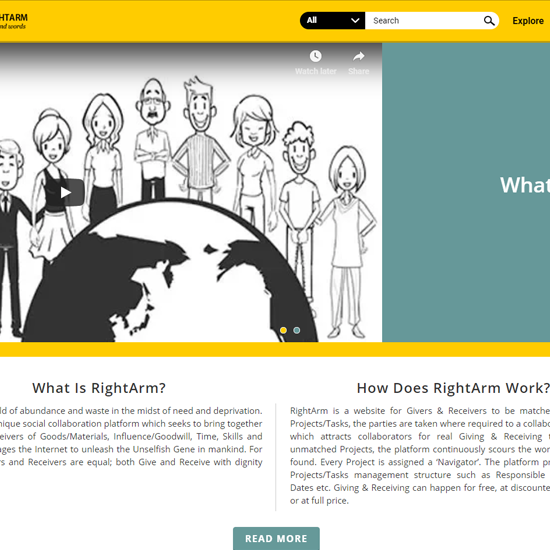 HTARM
nd words
All
Search
Explore
Watch later
Share
What
What Is RightArm?
ld of abundance and waste in the midst of need and deprivation.
nique social collaboration platform which seeks to bring together
eivers of Goods/Materials, Influence/Goodwill, Time, Skills and
ages the Internet to unleash the Unselfish Gene in mankind. For
rs and Receivers are equal; both Give and Receive with dignity
How Does RightArm Work?
RightArm is a website for Givers & Receivers to be matche
Projects/Tasks, the parties are taken where required to a collabo
which attracts collaborators for real Giving & Receiving t
unmatched Projects, the platform continuously scours the wor
found. Every Project is assigned a ‘Navigator’. The platform pr
Projects/Tasks management structure such as Responsible
Dates etc. Giving & Receiving can happen for free, at discounte
or at full price.
READ MORE